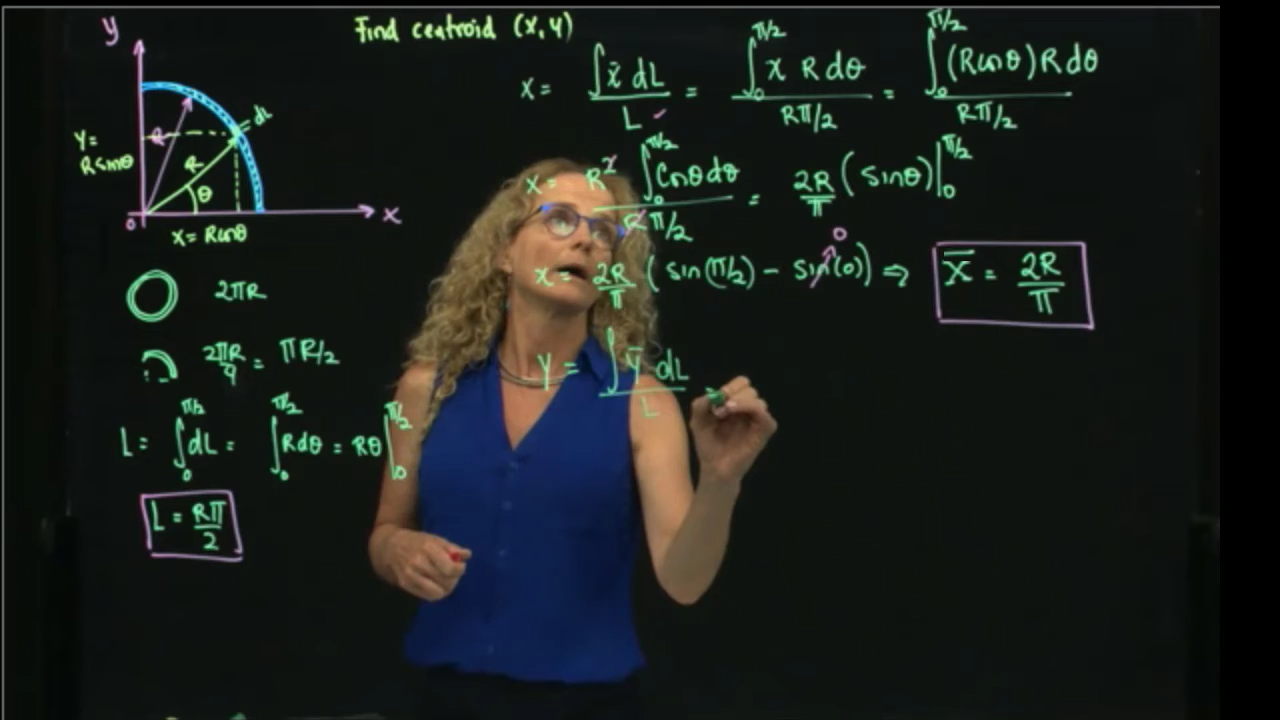 Find centroid (x, y)
y
Y =
R sinθ
R
R
θ
dL
0
x
x = R cosθ
2πR
2πR/4 = πR/2
L = ∫₀^(π/2) dL = ∫₀^(π/2) R dθ = Rθ |₀^(π/2)
L = Rπ/2
x = ∫ x̃ dL / L = ∫₀^(π/2) x R dθ / (Rπ/2) = ∫₀^(π/2) (R cosθ) R dθ / (Rπ/2)
x = R² ∫₀^(π/2) cosθ dθ / (Rπ/2) = 2R/π (sinθ) |₀^(π/2)
x = 2R/π (sin(π/2) − sin(0)) ⇒ x̄ = 2R/π
0
y = ∫ ỹ dL / L =